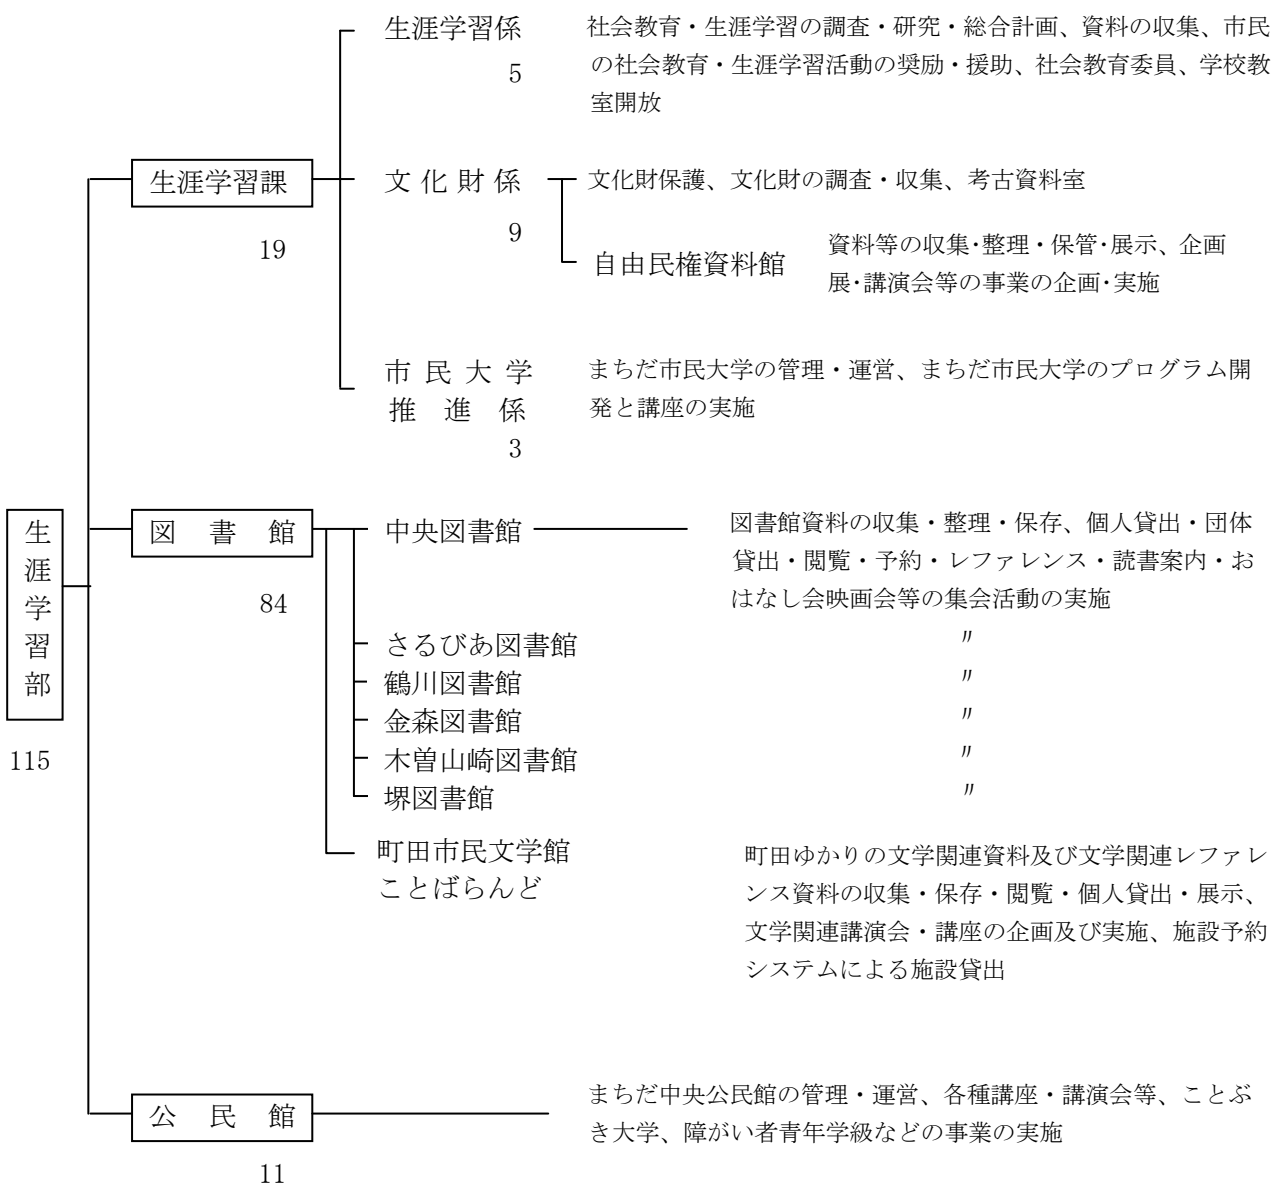 生涯学習係
5
社会教育・生涯学習の調査・研究・総合計画、資料の収集、市民
の社会教育・生涯学習活動の奨励・援助、社会教育委員、学校教
室開放
生涯学習課
19
文化財係
9
文化財保護、文化財の調査・収集、考古資料室
自由民権資料館
資料等の収集・整理・保管・展示、企画
展・講演会等の事業の企画・実施
市民大学
推進係
3
まちだ市民大学の管理・運営、まちだ市民大学のプログラム開
発と講座の実施
生涯学習部
115
図書館
84
中央図書館
図書館資料の収集・整理・保存、個人貸出・団体
貸出・閲覧・予約・レファレンス・読書案内・お
はなし会映画会等の集会活動の実施
さるびあ図書館
〃
鶴川図書館
〃
金森図書館
〃
木曽山崎図書館
〃
堺図書館
〃
町田市民文学館
ことばらんど
町田ゆかりの文学関連資料及び文学関連レファレ
ンス資料の収集・保存・閲覧・個人貸出・展示、
文学関連講演会・講座の企画及び実施、施設予約
システムによる施設貸出
公民館
11
まちだ中央公民館の管理・運営、各種講座・講演会等、ことぶ
き大学、障がい者青年学級などの事業の実施